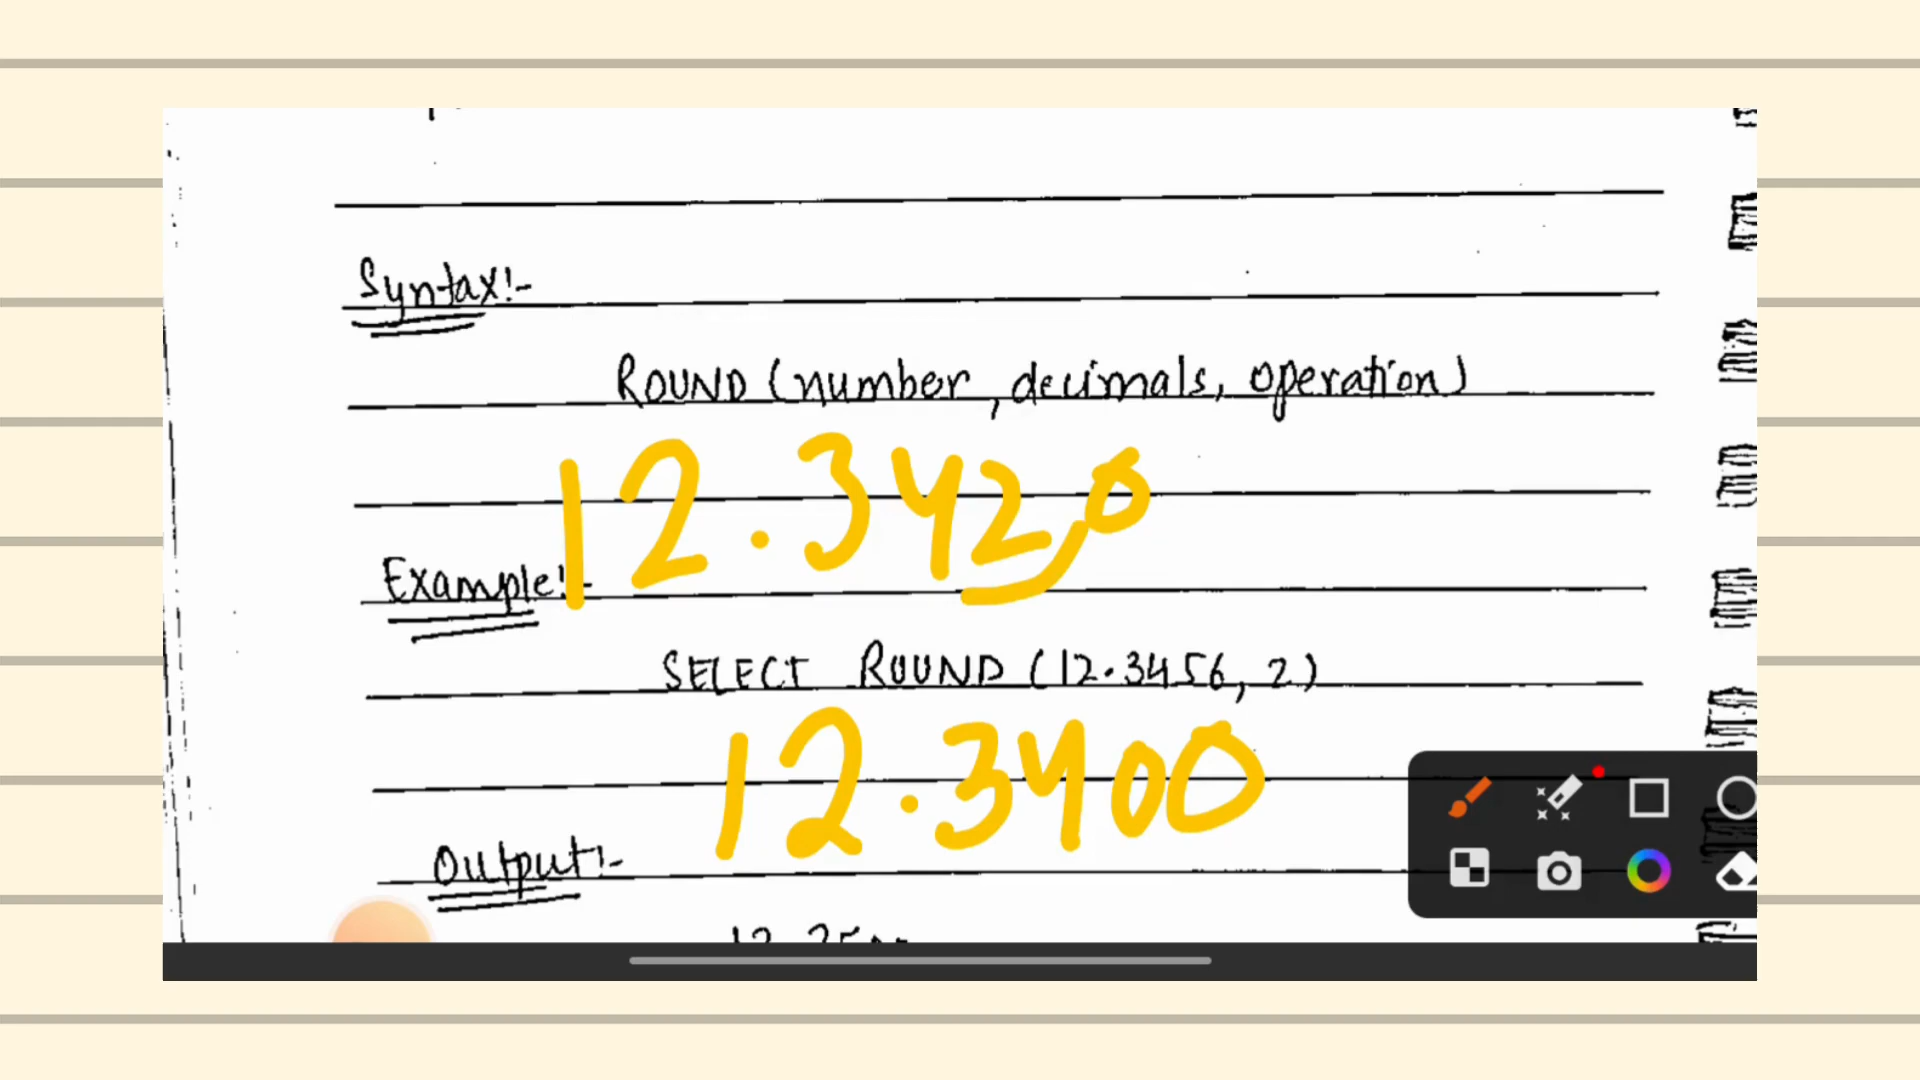 Syntax:-
ROUND (number, decimals, operation)
12.3420
Example:-
SELECT ROUND (12.3456, 2)
12.3400
Output:-